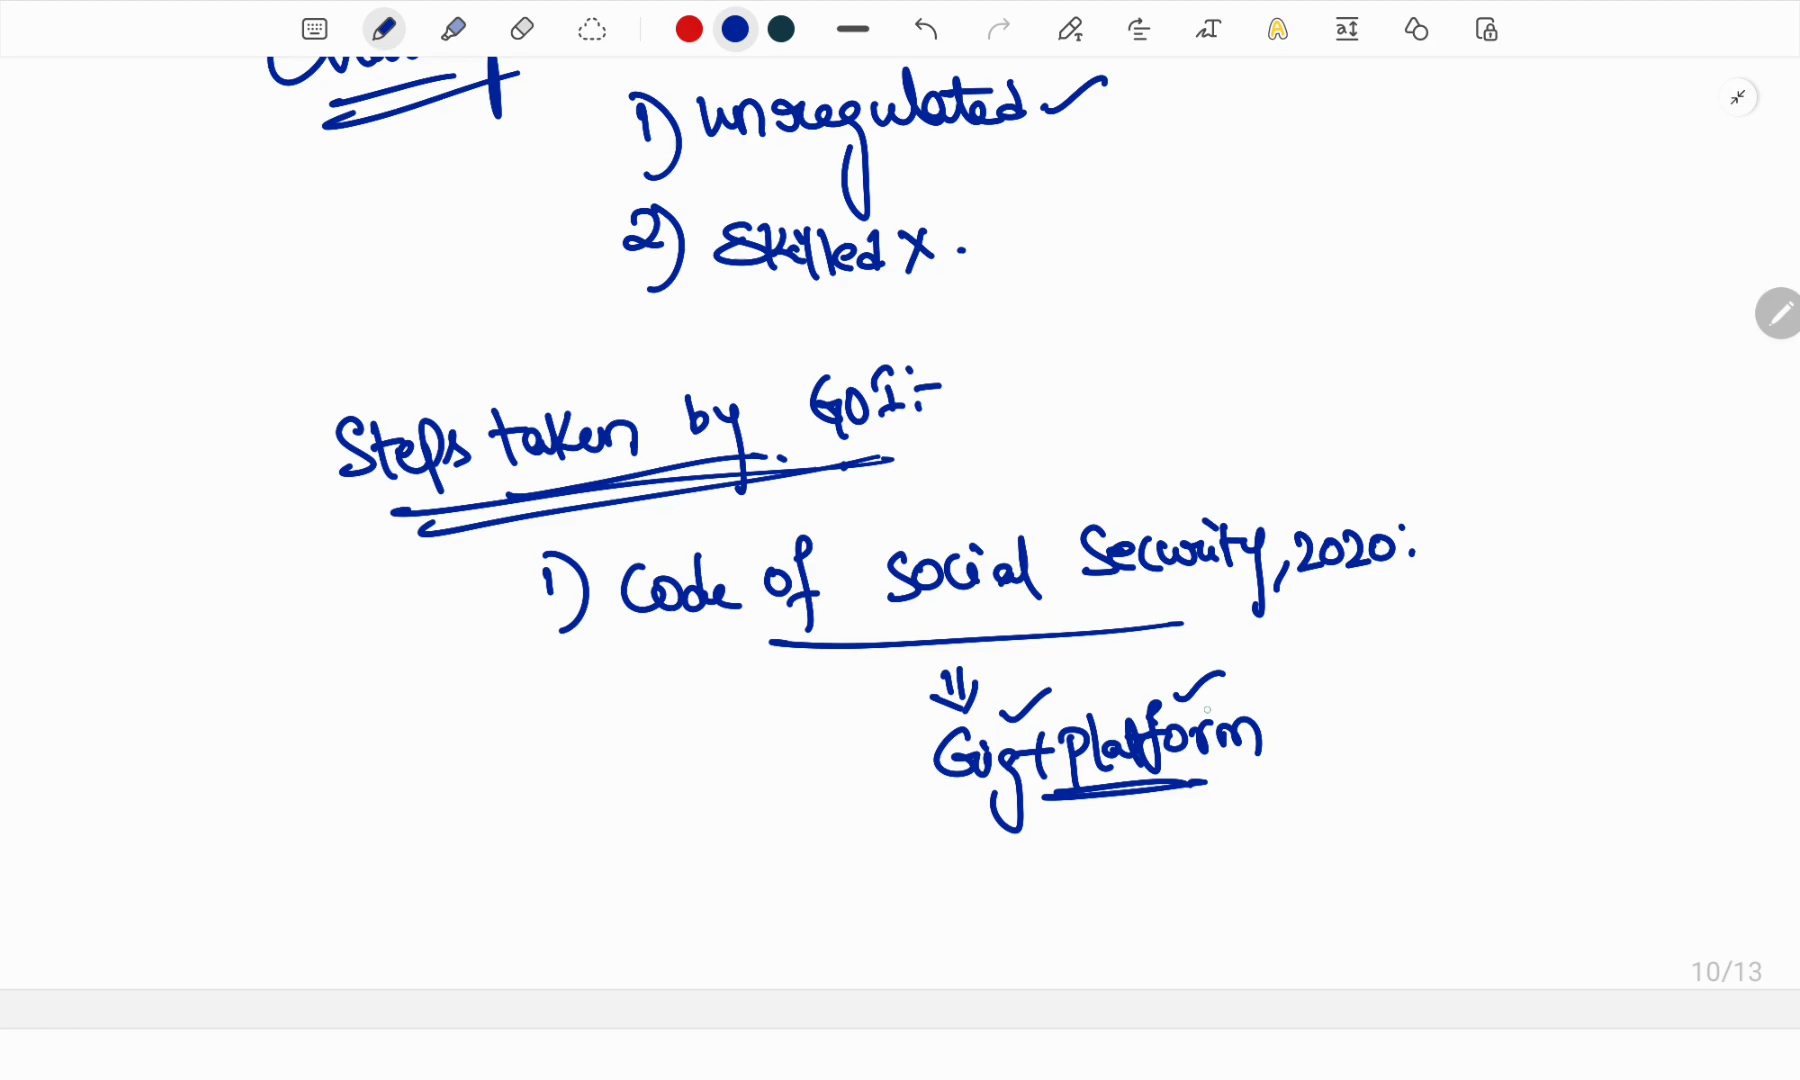 1) unregulated ✓
2) Skilled X .
Steps taken by GOI:-
1) Code of Social Security, 2020:
Gig + Platform
10/13